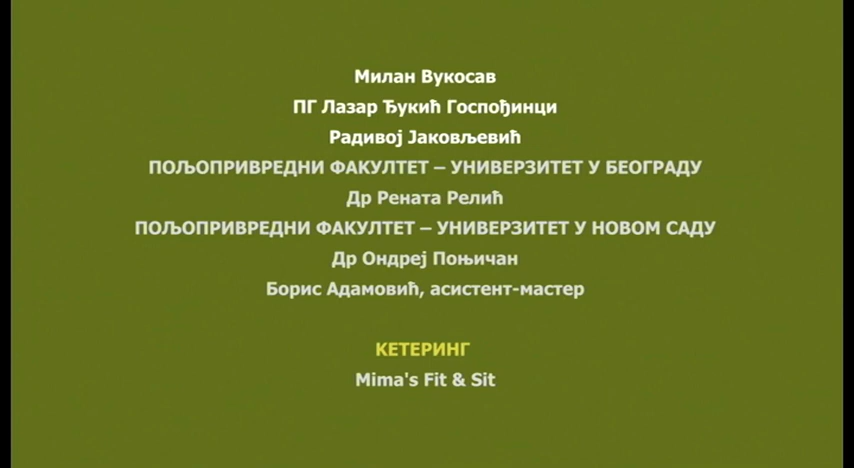 Милан Вукосав
ПГ Лазар Ђукић Госпођинци
Радивој Јаковљевић
ПОЉОПРИВРЕДНИ ФАКУЛТЕТ – УНИВЕРЗИТЕТ У БЕОГРАДУ
Др Рената Релић
ПОЉОПРИВРЕДНИ ФАКУЛТЕТ – УНИВЕРЗИТЕТ У НОВОМ САДУ
Др Ондреј Поњичан
Борис Адамовић, асистент-мастер
КЕТЕРИНГ
Mima's Fit & Sit